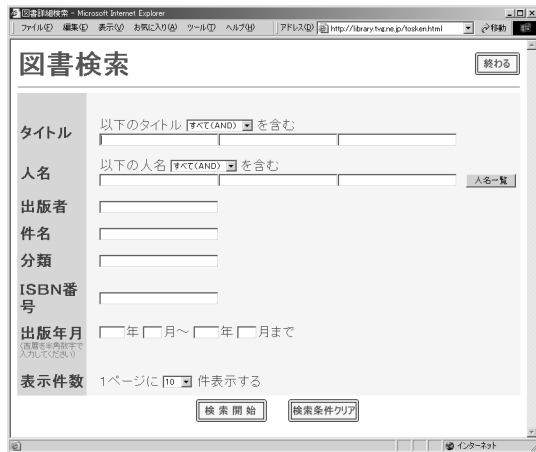 図書詳細検索 - Microsoft Internet Explorer
ファイル(F) 編集(E) 表示(V) お気に入り(A) ツール(T) ヘルプ(H) アドレス(D) http://library.tvg.ne.jp/tosken.html 移動
図書検索 終わる
タイトル 以下のタイトル すべて(AND) を含む
人名 以下の人名 すべて(AND) を含む
人名一覧
出版者
件名
分類
ISBN番
号
出版年月 年 月～ 年 月まで
(西暦を半角数字で
入力してください)
表示件数 1ページに 10 件表示する
検索開始 検索条件クリア
インターネット